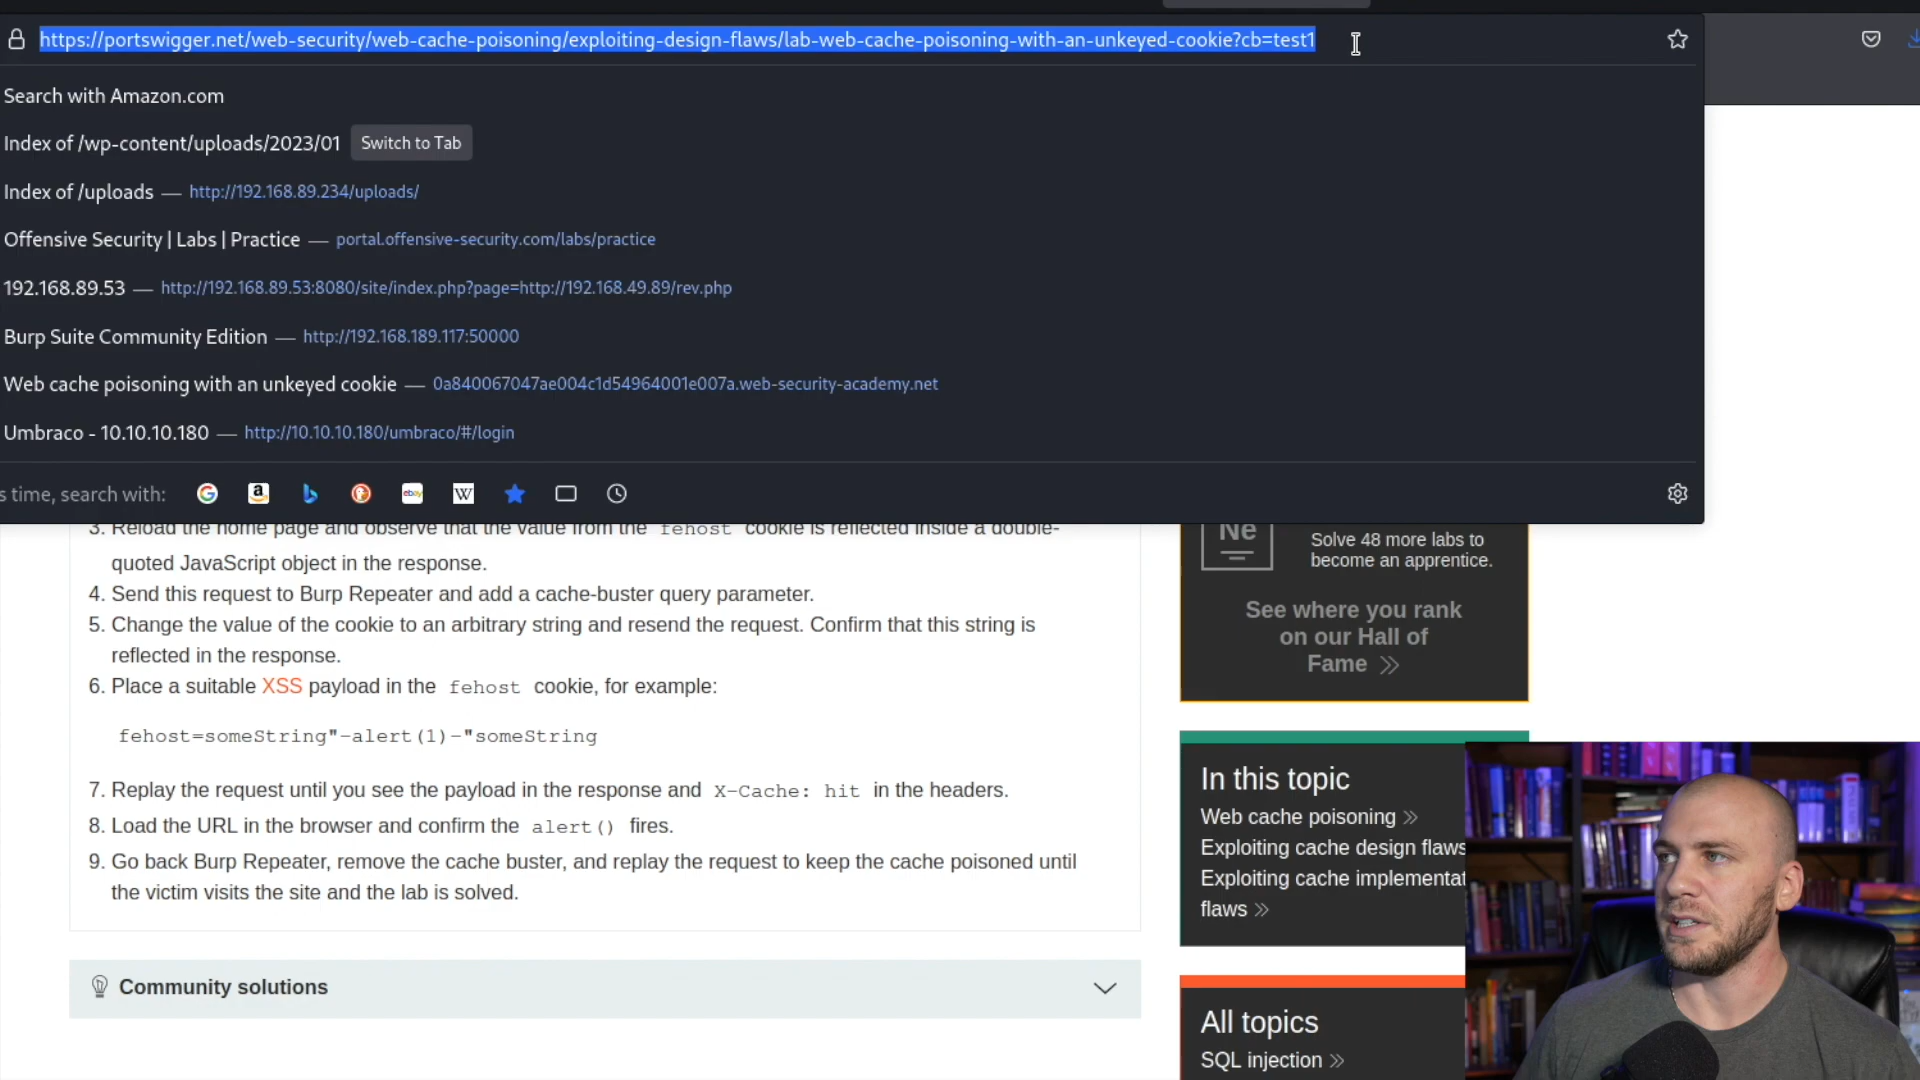 https://portswigger.net/web-security/web-cache-poisoning/exploiting-design-flaws/lab-web-cache-poisoning-with-an-unkeyed-cookie?cb=test1
Search with Amazon.com
Index of /wp-content/uploads/2023/01 Switch to Tab
Index of /uploads — http://192.168.89.234/uploads/
Offensive Security | Labs | Practice — portal.offensive-security.com/labs/practice
192.168.89.53 — http://192.168.89.53:8080/site/index.php?page=http://192.168.49.89/rev.php
Burp Suite Community Edition — http://192.168.189.117:50000
Web cache poisoning with an unkeyed cookie — 0a840067047ae004c1d54964001e007a.web-security-academy.net
Umbraco - 10.10.10.180 — http://10.10.10.180/umbraco/#/login
s time, search with:
G
a
b
ebay
W
3. Reload the home page and observe that the value from the fehost cookie is reflected inside a double-
quoted JavaScript object in the response.
4. Send this request to Burp Repeater and add a cache-buster query parameter.
5. Change the value of the cookie to an arbitrary string and resend the request. Confirm that this string is
reflected in the response.
6. Place a suitable XSS payload in the fehost cookie, for example:
fehost=someString"-alert(1)-"someString
7. Replay the request until you see the payload in the response and X-Cache: hit in the headers.
8. Load the URL in the browser and confirm the alert() fires.
9. Go back Burp Repeater, remove the cache buster, and replay the request to keep the cache poisoned until
the victim visits the site and the lab is solved.
Community solutions
Ne
Solve 48 more labs to
become an apprentice.
See where you rank
on our Hall of
Fame >>
In this topic
Web cache poisoning >>
Exploiting cache design flaws
Exploiting cache implementat
flaws >>
All topics
SQL injection >>